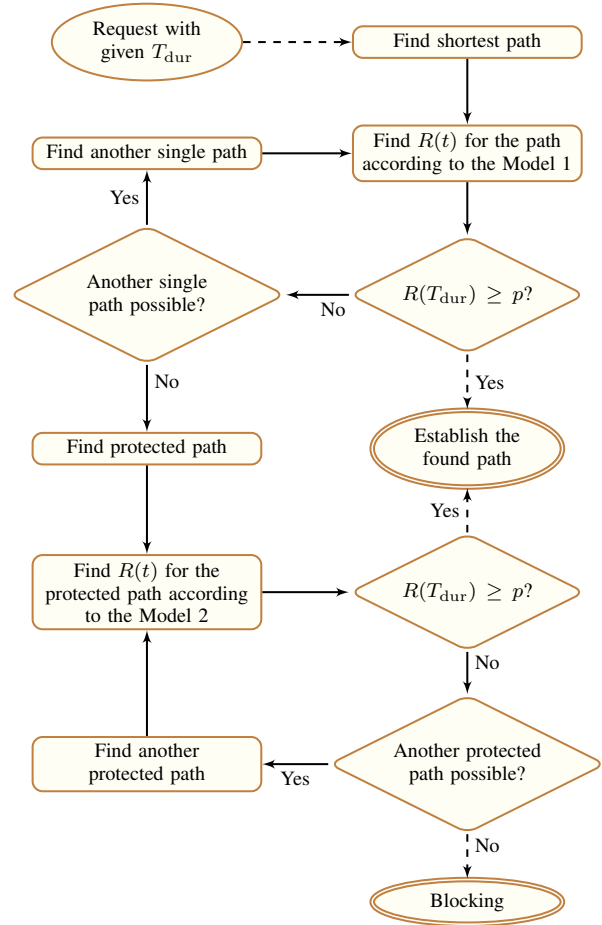 Request with
given T_dur
Find shortest path
Find another single path
Find R(t) for the path
according to the Model 1
Yes
Another single
path possible?
No
R(T_dur) ≥ p?
No
Yes
Find protected path
Establish the
found path
Yes
Find R(t) for the
protected path according
to the Model 2
R(T_dur) ≥ p?
No
Find another
protected path
Yes
Another protected
path possible?
No
Blocking